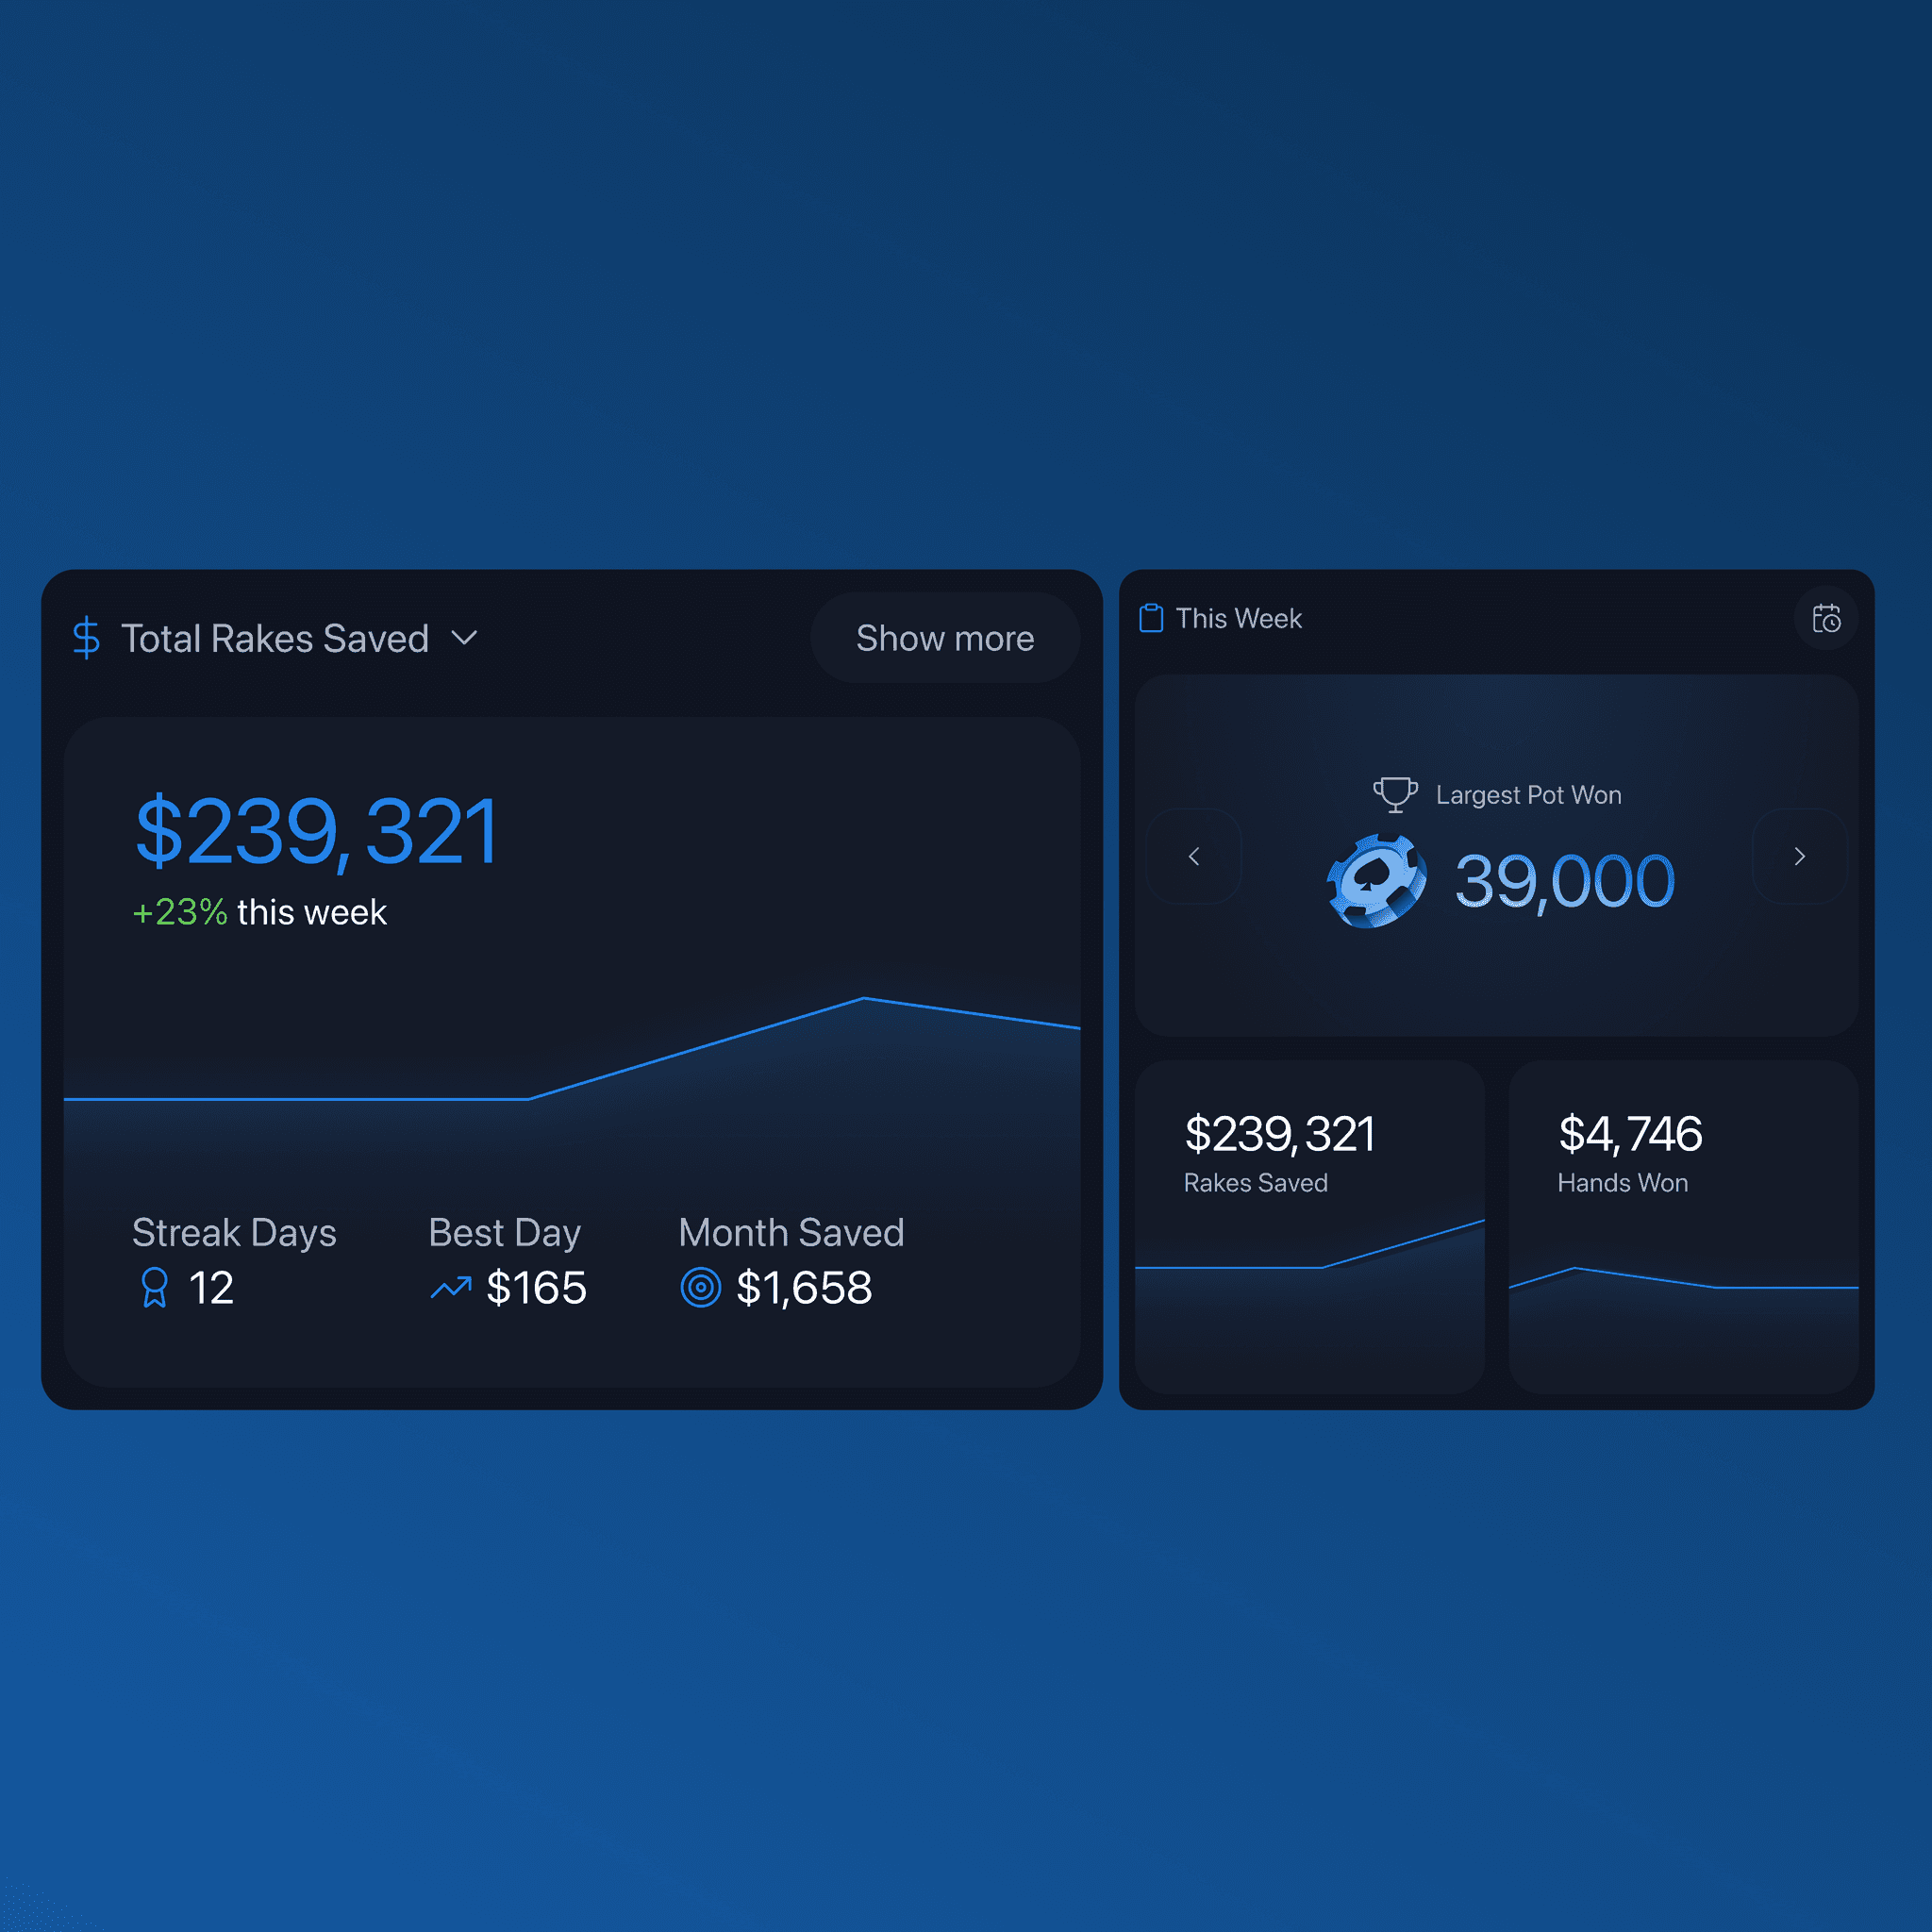 Total Rakes Saved
Show more
$239,321
+23% this week
Streak Days
12
Best Day
$165
Month Saved
$1,658
This Week
Largest Pot Won
39,000
$239,321
Rakes Saved
$4,746
Hands Won